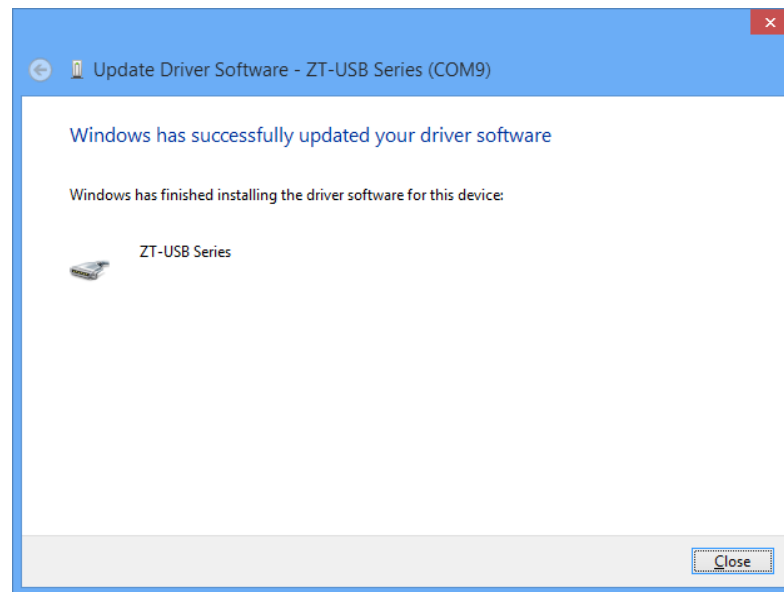 Update Driver Software - ZT-USB Series (COM9)
Windows has successfully updated your driver software
Windows has finished installing the driver software for this device:
ZT-USB Series
Close